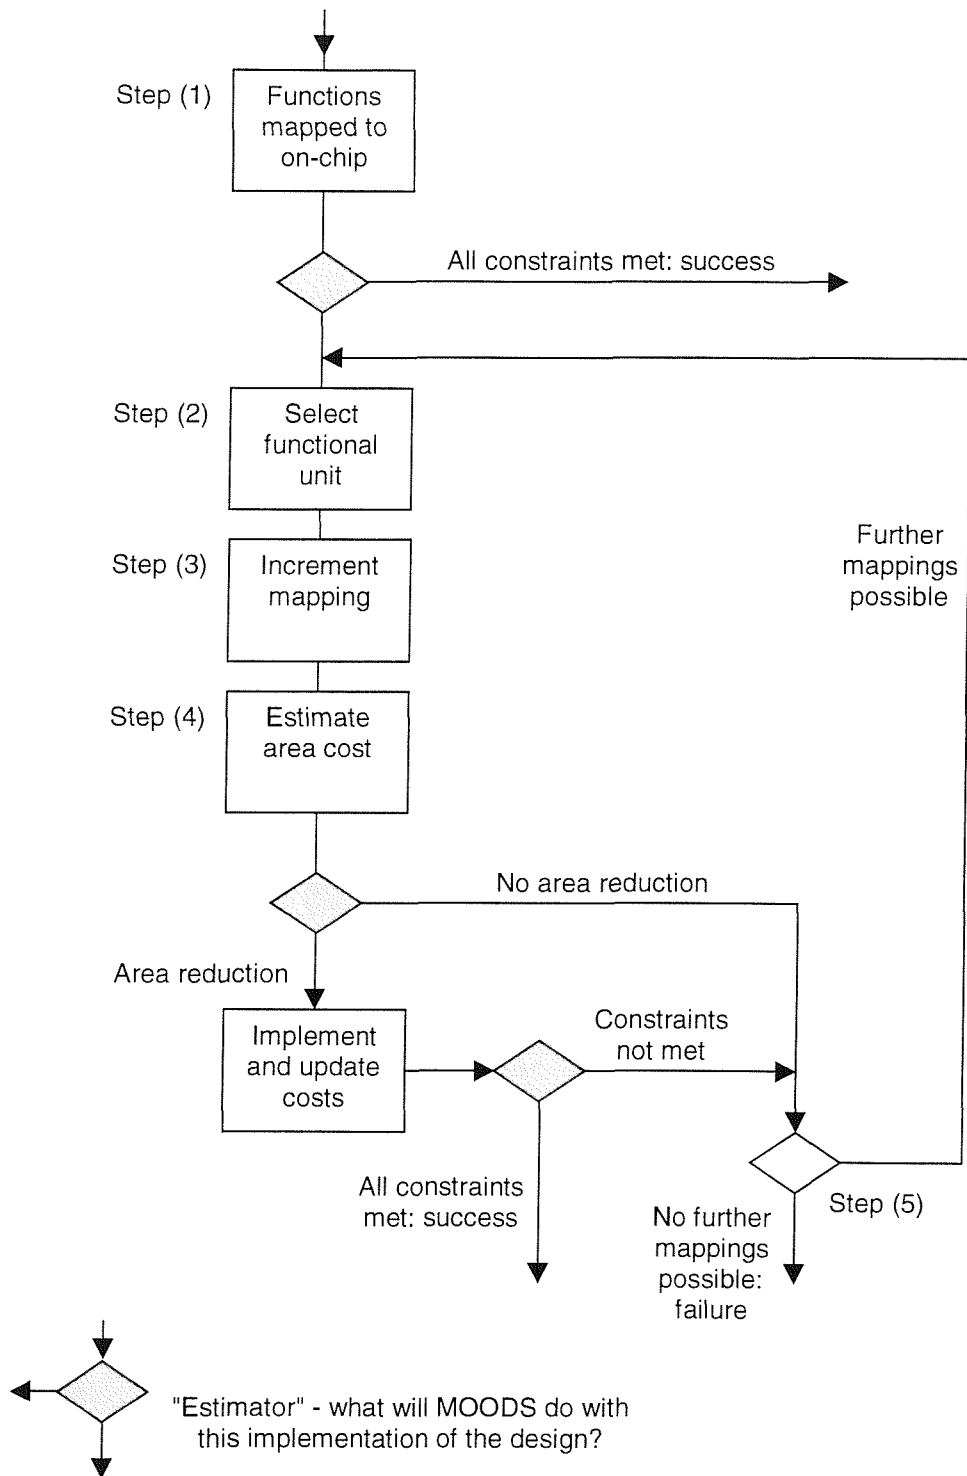 Step (1)
Functions
mapped to
on-chip
All constraints met: success
Step (2)
Select
functional
unit
Further
mappings
possible
Step (3)
Increment
mapping
Step (4)
Estimate
area cost
No area reduction
Area reduction
Implement
and update
costs
Constraints
not met
All constraints
met: success
Step (5)
No further
mappings
possible:
failure
"Estimator" - what will MOODS do with
this implementation of the design?